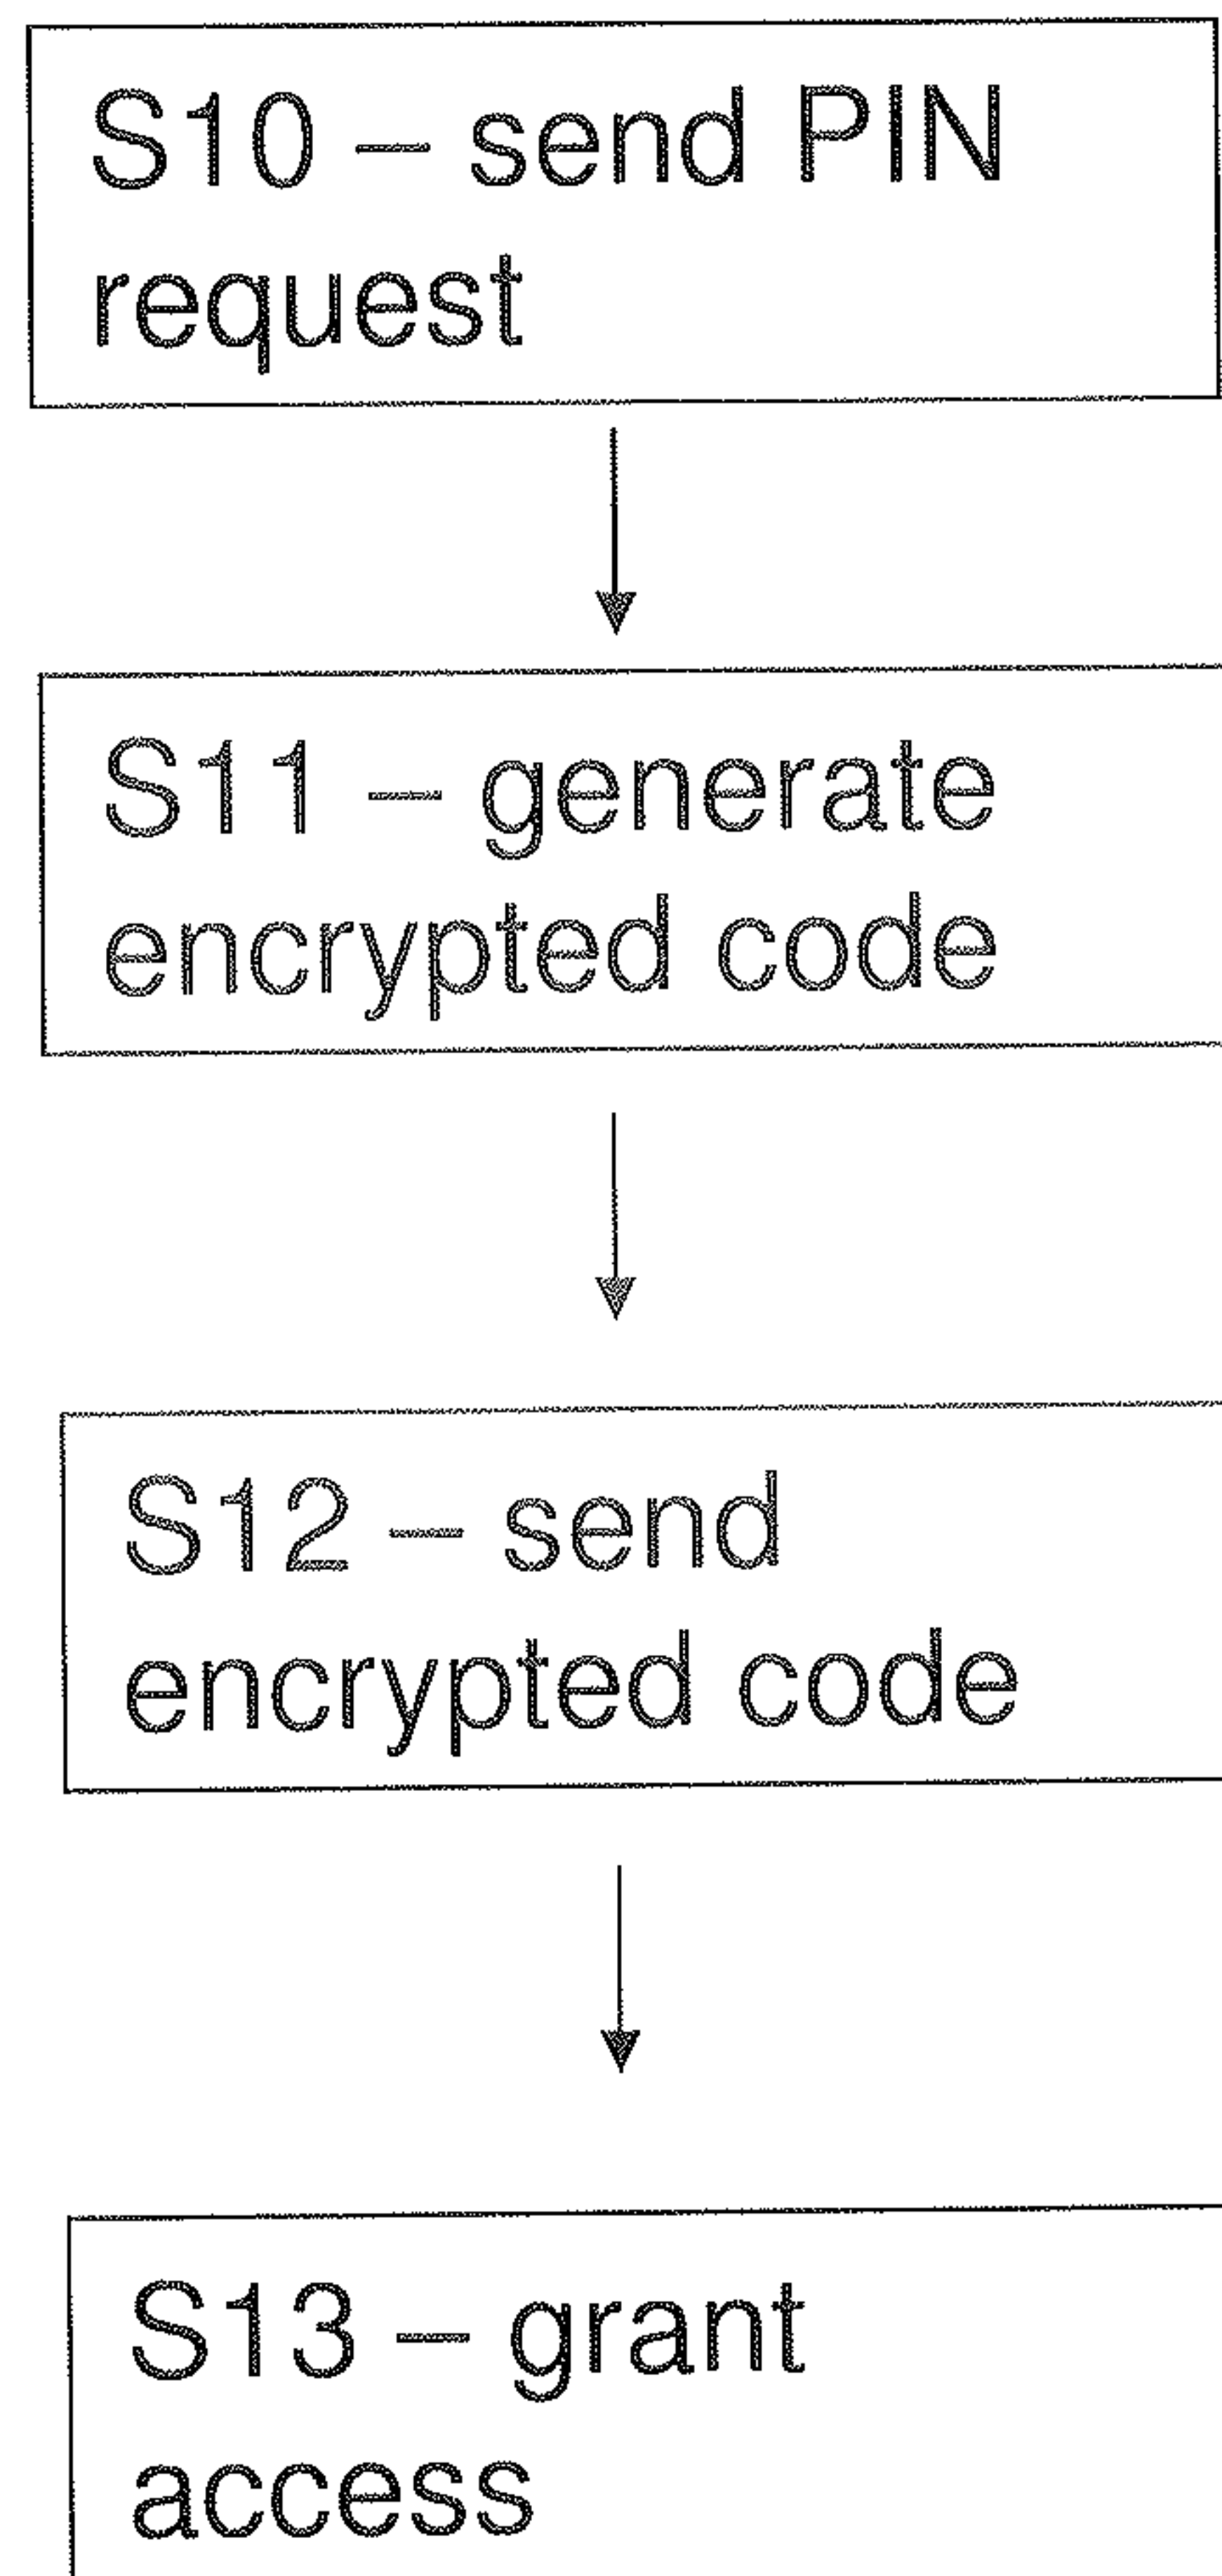 S10 – send PIN
request
S11 – generate
encrypted code
S12 – send
encrypted code
S13 – grant
access